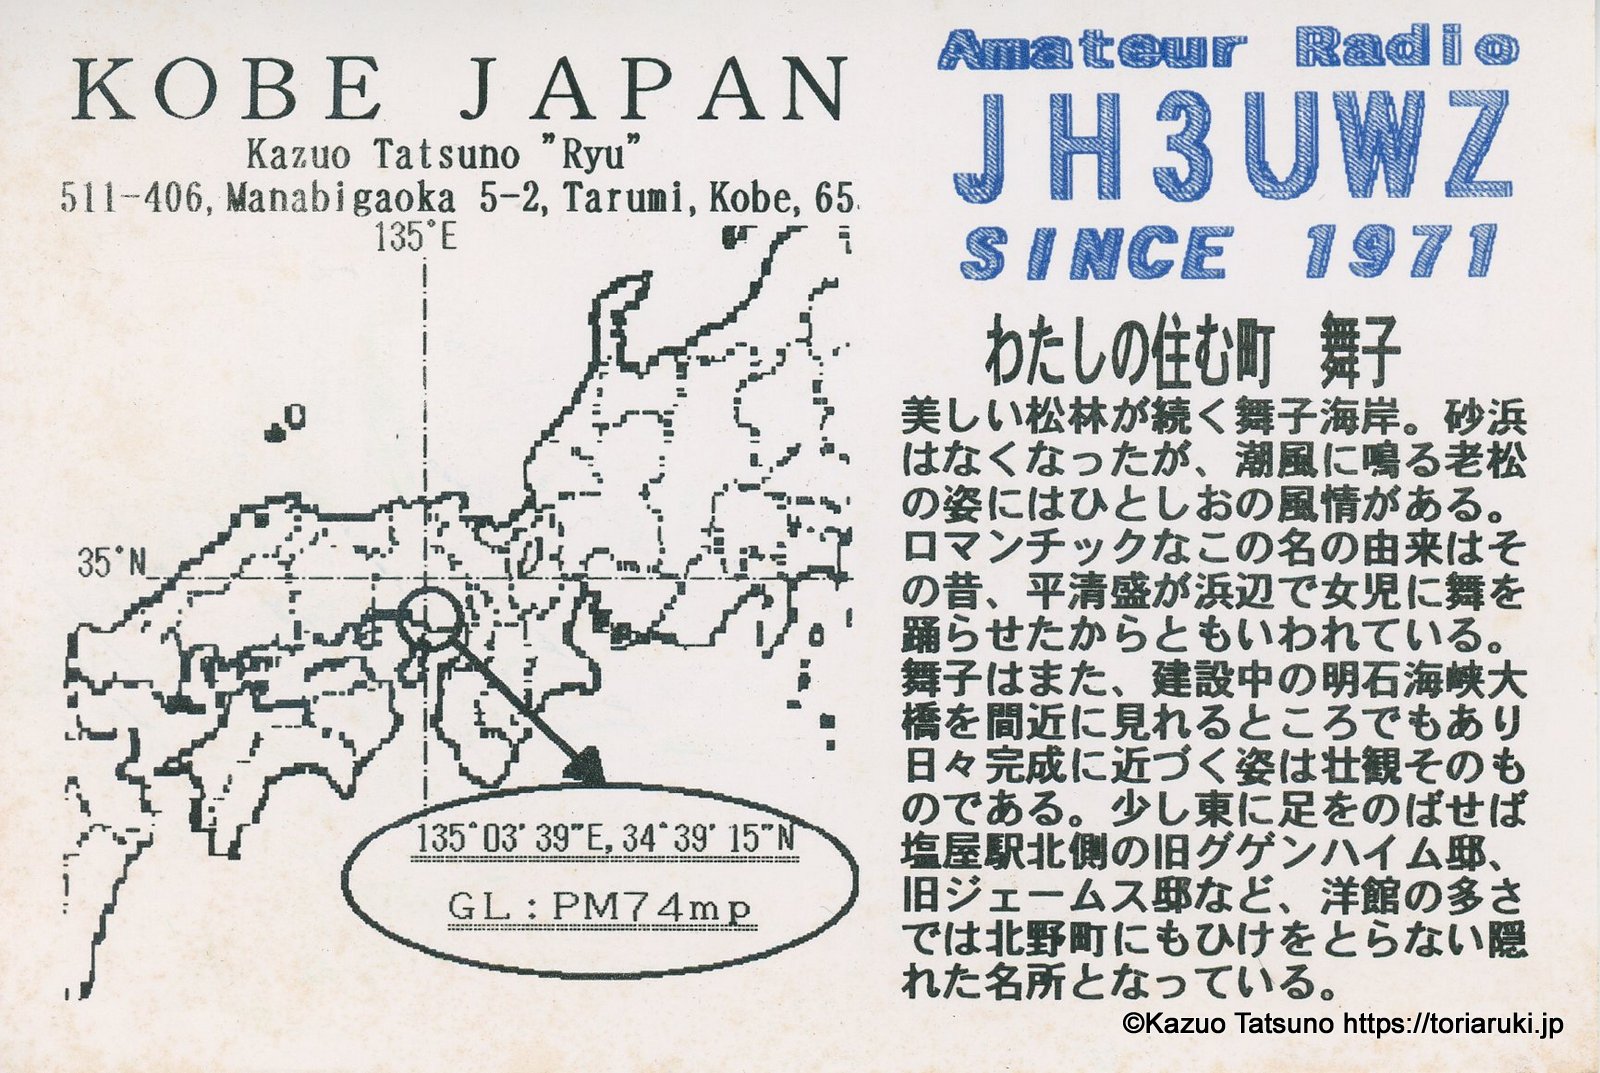 KOBE JAPAN
Kazuo Tatsuno "Ryu"
511-406, Manabigaoka 5-2, Tarumi, Kobe, 65
135°E
35°N
135°03'39"E, 34°39'15"N
GL:PM74mp
Amateur Radio
JH3UWZ
SINCE 1971
わたしの住む町 舞子
美しい松林が続く舞子海岸。砂浜
はなくなったが、潮風に鳴る老松
の姿にはひとしおの風情がある。
ロマンチックなこの名の由来はそ
の昔、平清盛が浜辺で女児に舞を
踊らせたからともいわれている。
舞子はまた、建設中の明石海峡大
橋を間近に見れるところでもあり
日々完成に近づく姿は壮観そのも
のである。少し東に足をのばせば
塩屋駅北側の旧グゲンハイム邸、
旧ジェームス邸など、洋館の多さ
では北野町にもひけをとらない隠
れた名所となっている。
©Kazuo Tatsuno https://toriaruki.jp